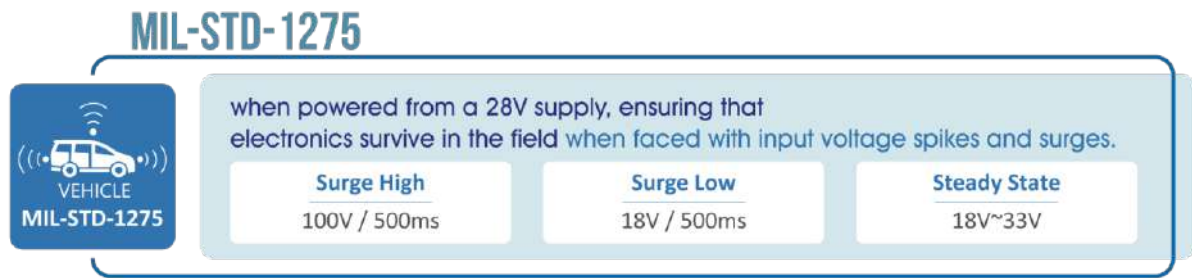 MIL-STD-1275
when powered from a 28V supply, ensuring that
electronics survive in the field when faced with input voltage spikes and surges.
VEHICLE
MIL-STD-1275
Surge High
100V / 500ms
Surge Low
18V / 500ms
Steady State
18V~33V